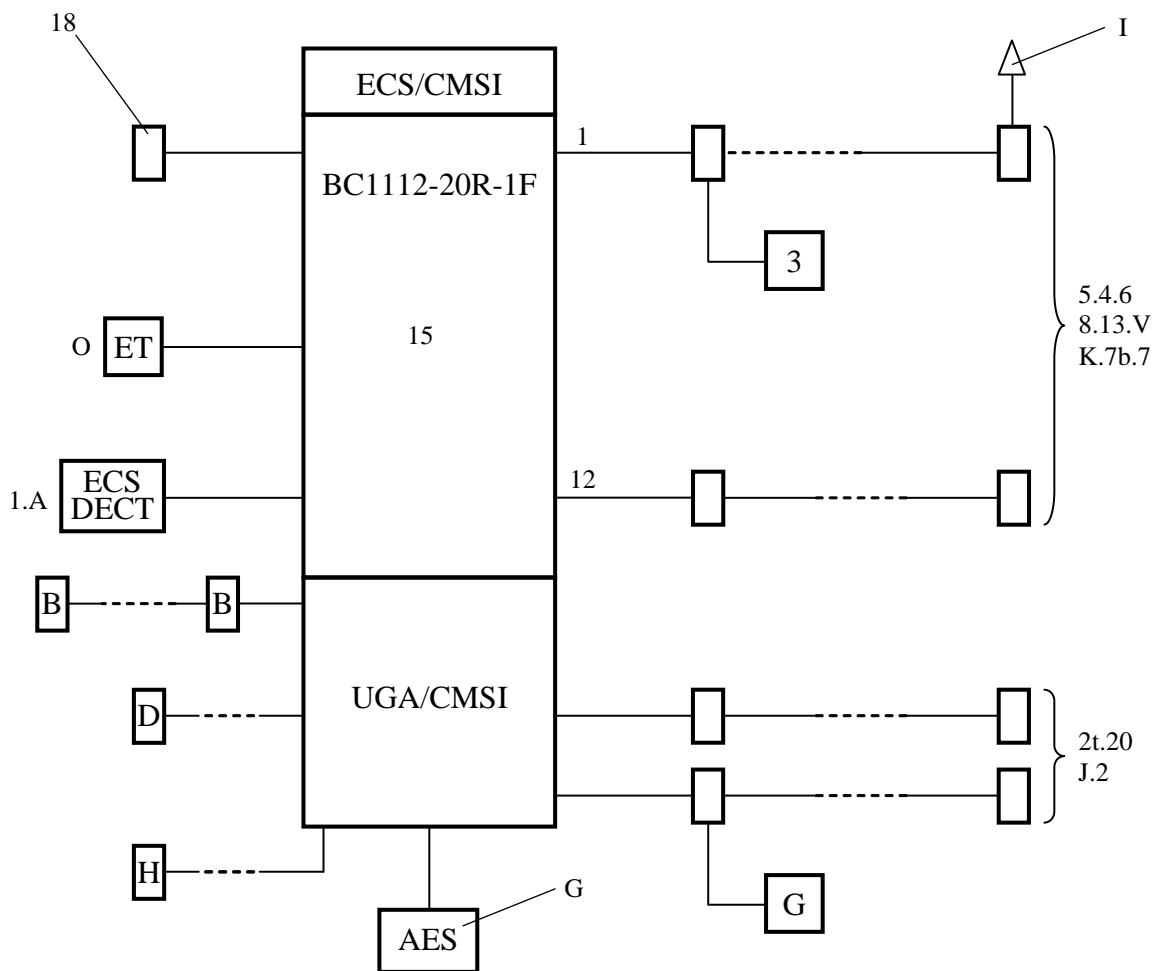 18
I
ECS/CMSI
1
BC1112-20R-1F
3
5.4.6
8.13.V
K.7b.7
O
ET
15
1.A
ECS
DECT
12
B
B
UGA/CMSI
D
2t.20
J.2
H
G
G
AES